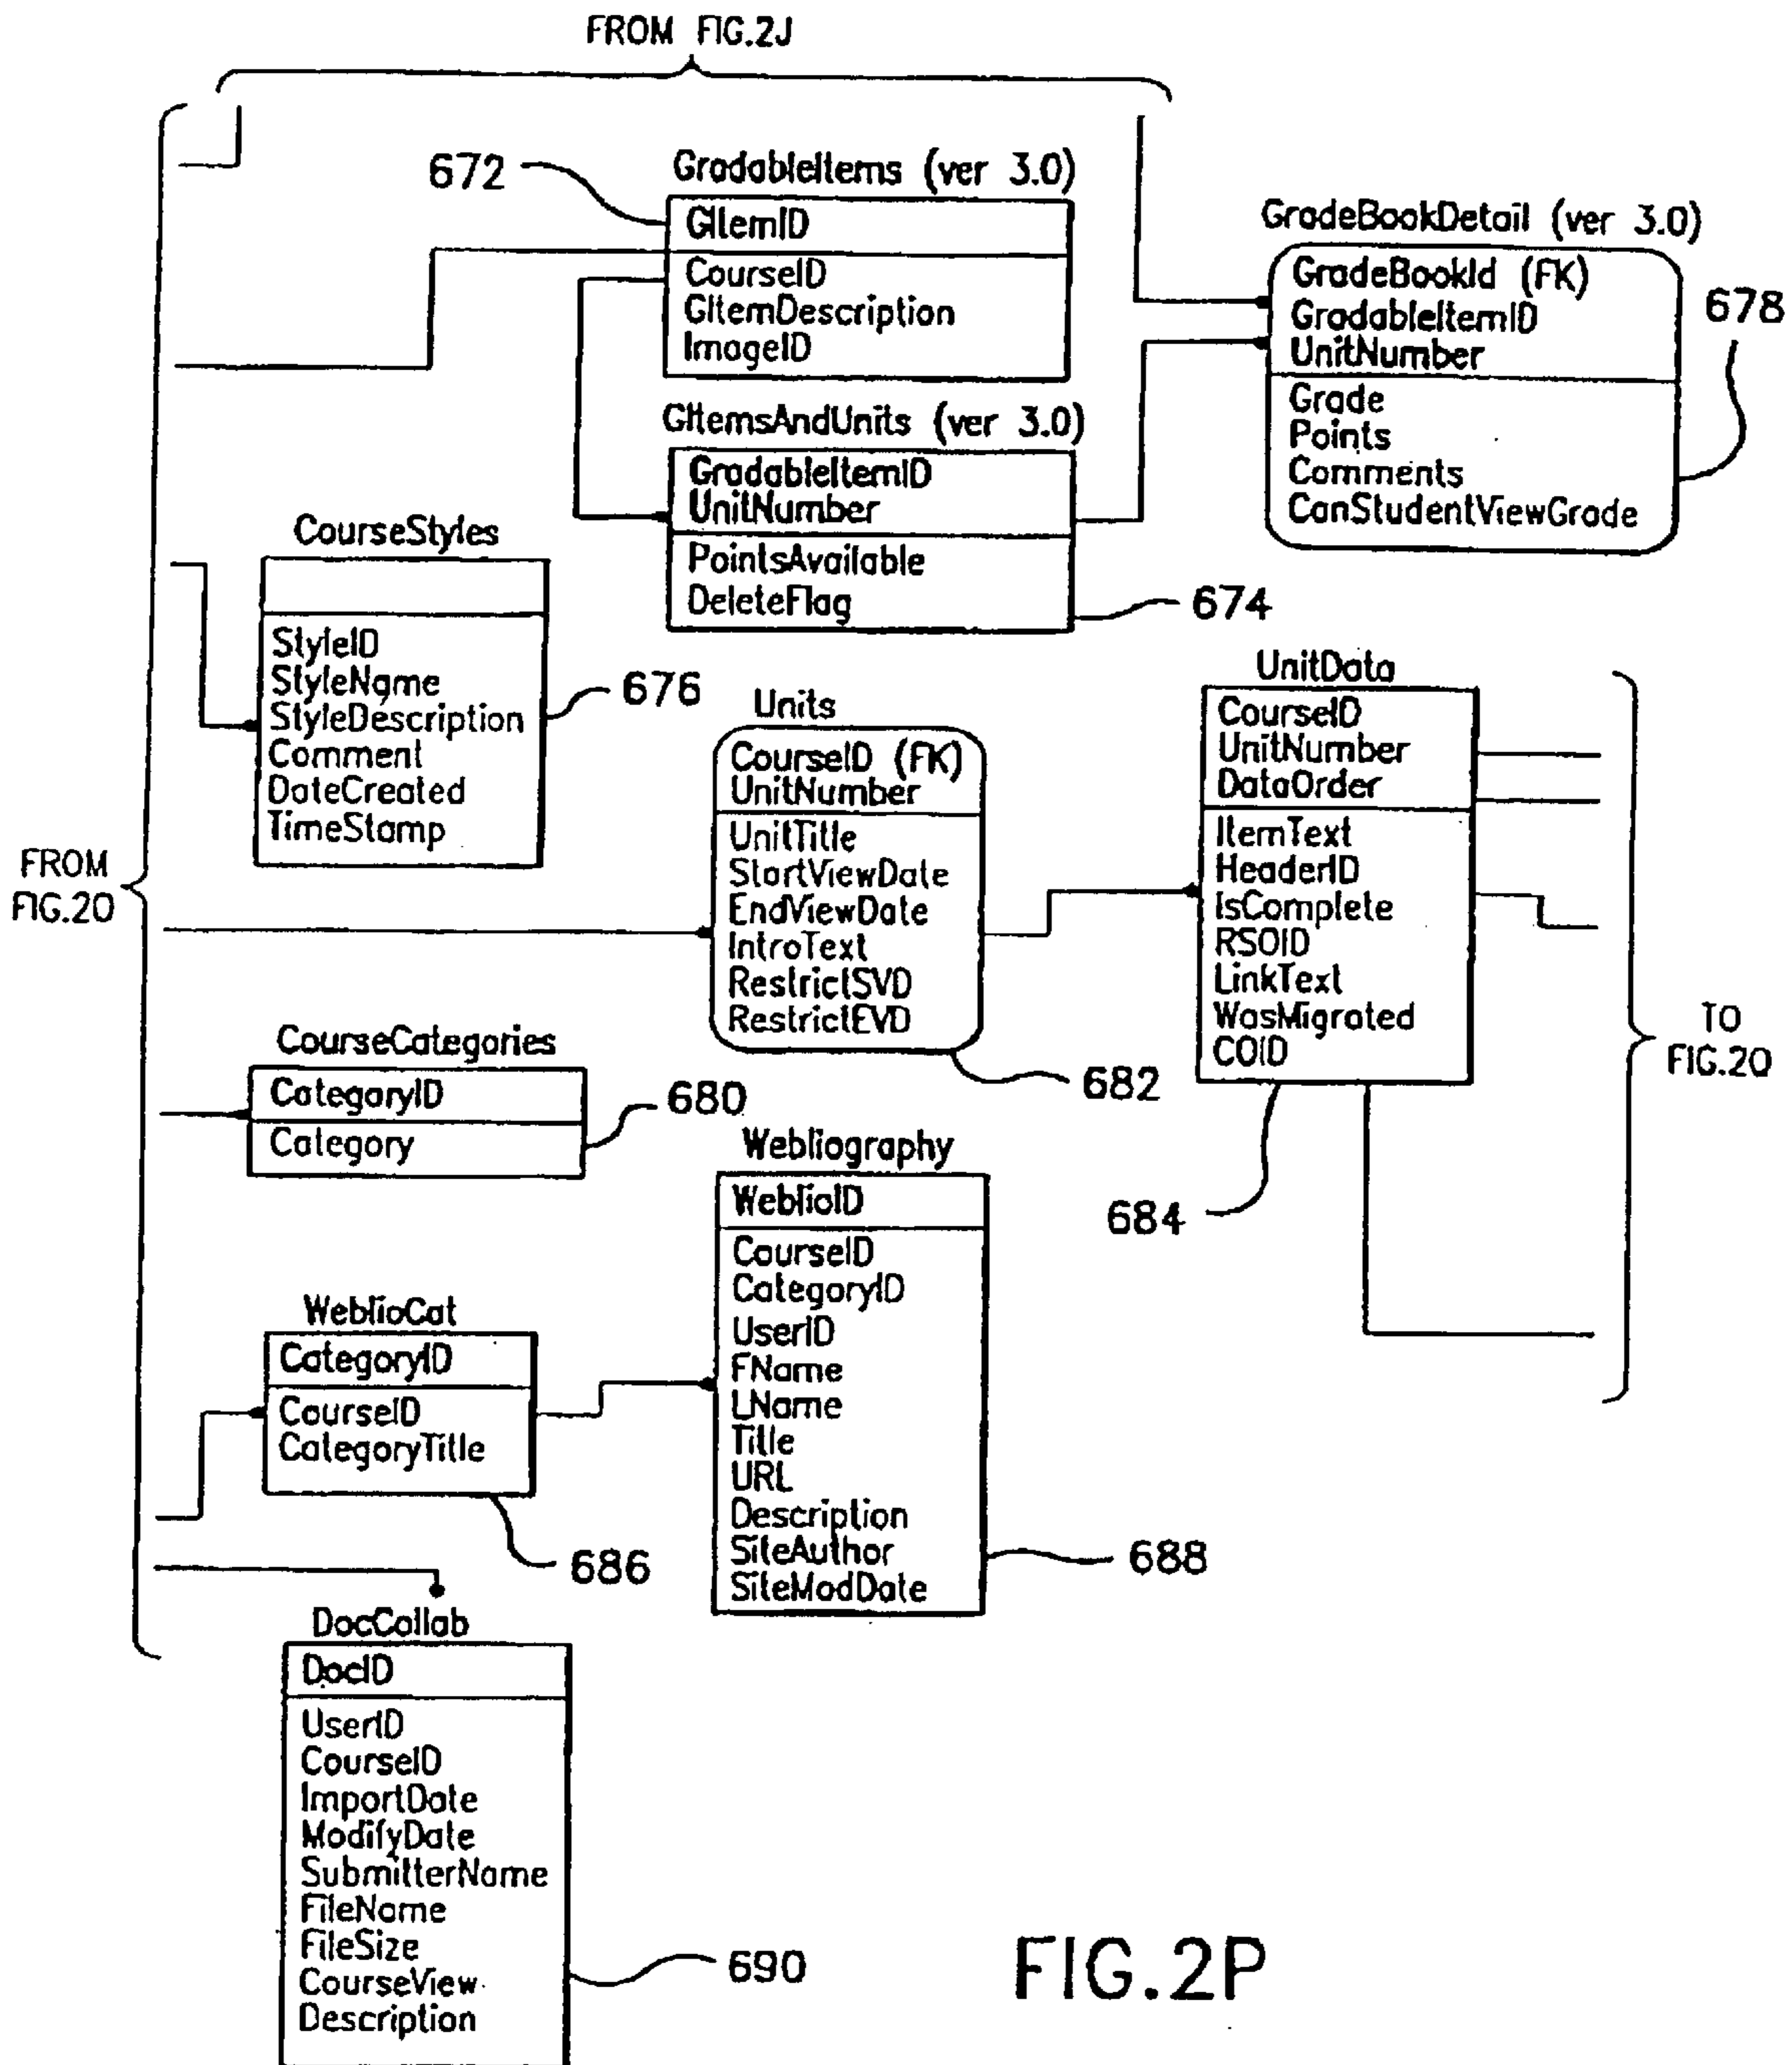 FROM FIG.2J
672
GradableItems (ver 3.0)
GItemID
CourseID
GItemDescription
ImageID
GradeBookDetail (ver 3.0)
GradeBookId (FK)
GradableItemID
UnitNumber
Grade
Points
Comments
CanStudentViewGrade
678
GItemsAndUnits (ver 3.0)
GradableItemID
UnitNumber
PointsAvailable
DeleteFlag
674
CourseStyles
StyleID
StyleName
StyleDescription
Comment
DateCreated
TimeStamp
676
FROM
FIG.2O
Units
CourseID (FK)
UnitNumber
UnitTitle
StartViewDate
EndViewDate
IntroText
RestrictSVD
RestrictEVD
682
UnitData
CourseID
UnitNumber
DataOrder
ItemText
HeaderID
IsComplete
RSOID
LinkText
WasMigrated
COID
684
TO
FIG.2O
CourseCategories
CategoryID
Category
680
Webliography
WeblioID
CourseID
CategoryID
UserID
FName
LName
Title
URL
Description
SiteAuthor
SiteModDate
688
WeblioCat
CategoryID
CourseID
CategoryTitle
686
DocCollab
DocID
UserID
CourseID
ImportDate
ModifyDate
SubmitterName
FileName
FileSize
CourseView
Description
690
FIG.2P